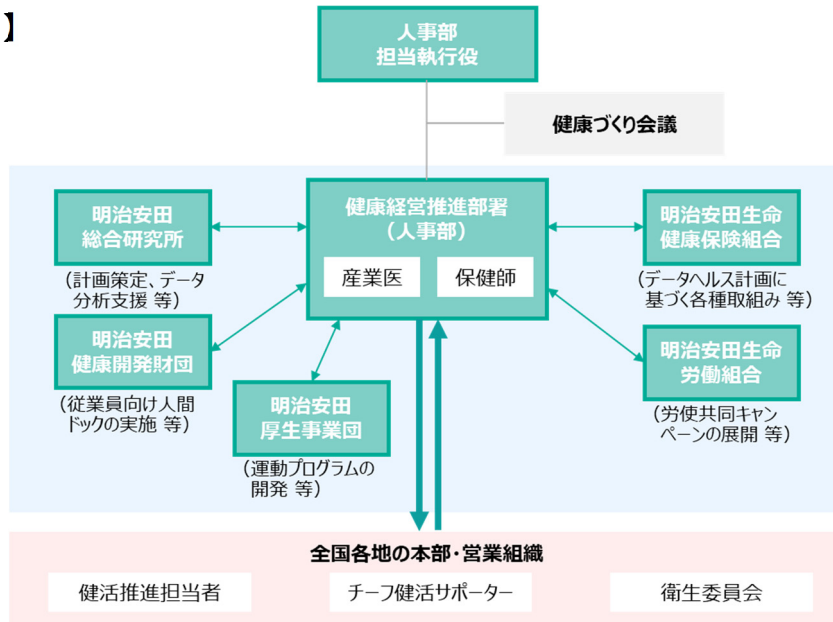 】
人事部
担当執行役
健康づくり会議
健康経営推進部署
（人事部）
産業医
保健師
明治安田
総合研究所
（計画策定、データ
分析支援 等）
明治安田
健康開発財団
（従業員向け人間
ドックの実施 等）
明治安田
厚生事業団
（運動プログラムの
開発 等）
明治安田生命
健康保険組合
（データヘルス計画に
基づく各種取組み 等）
明治安田生命
労働組合
（労使共同キャン
ペーンの展開 等）
全国各地の本部・営業組織
健活推進担当者
チーフ健活サポーター
衛生委員会